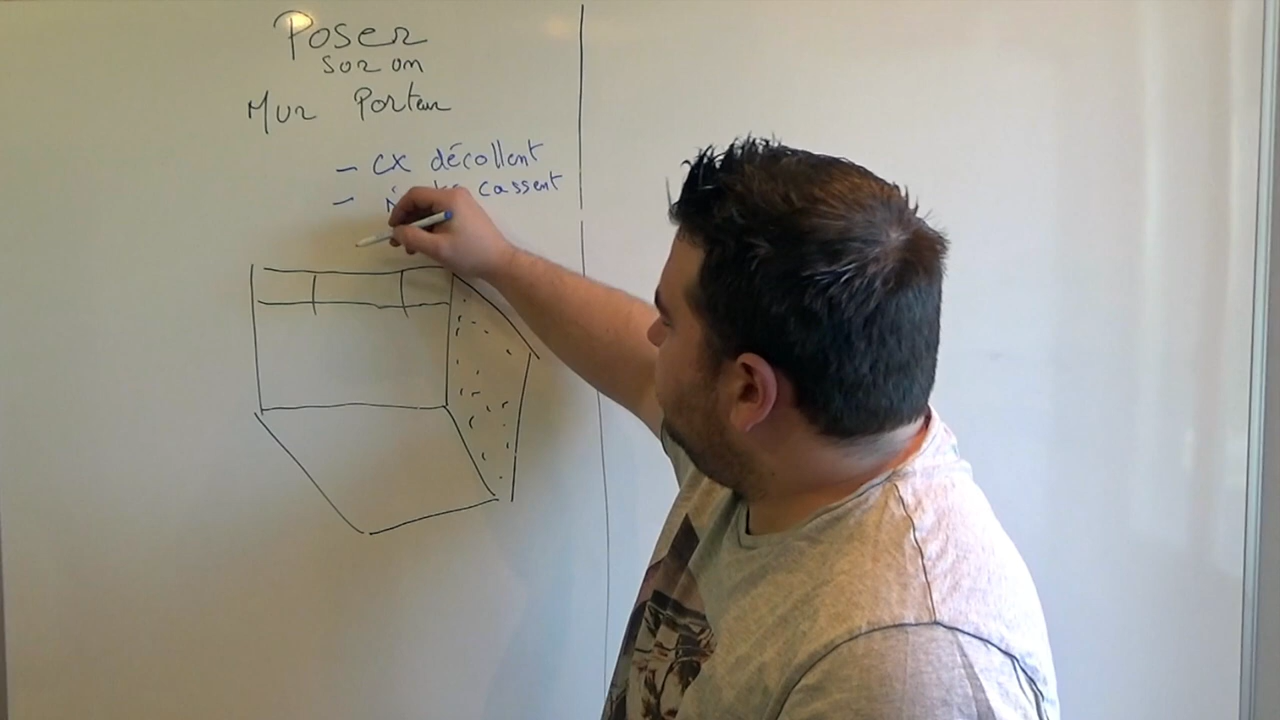 Poser
sur un
Mur Porteur
- CX décollent
- cassent